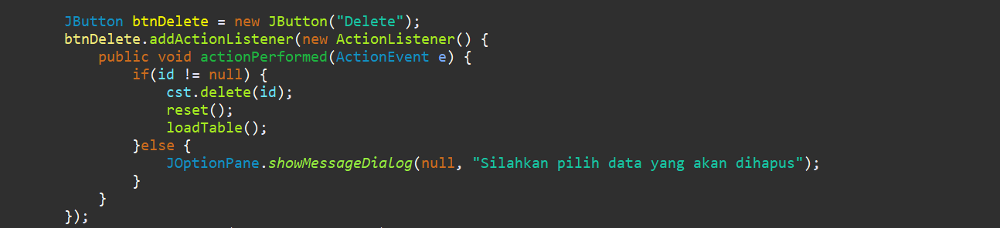 JButton btnDelete = new JButton("Delete");
btnDelete.addActionListener(new ActionListener() {
public void actionPerformed(ActionEvent e) {
if(id != null) {
cst.delete(id);
reset();
loadTable();
}else {
JOptionPane.showMessageDialog(null, "Silahkan pilih data yang akan dihapus");
}
}
});